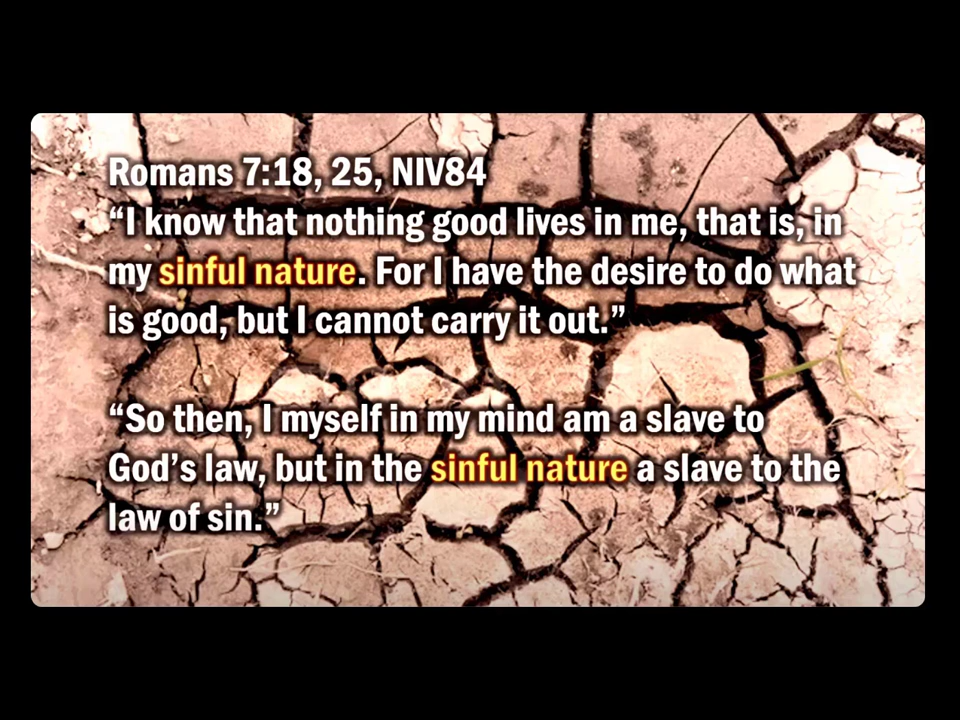 Romans 7:18, 25, NIV84
“I know that nothing good lives in me, that is, in
my sinful nature. For I have the desire to do what
is good, but I cannot carry it out.”
“So then, I myself in my mind am a slave to
God’s law, but in the sinful nature a slave to the
law of sin.”